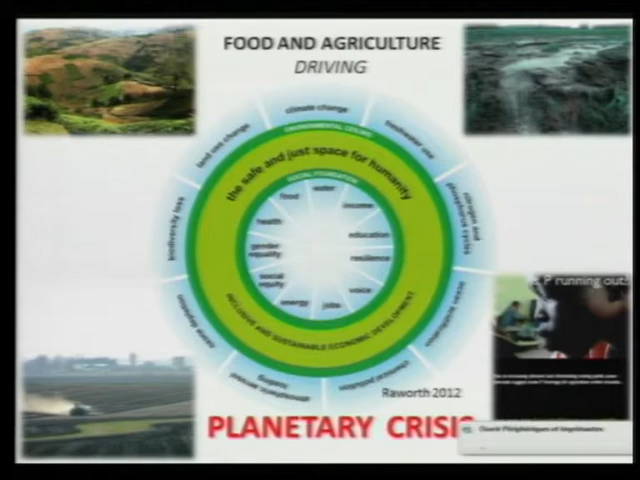 FOOD AND AGRICULTURE
DRIVING
climate change
freshwater use
nitrogen and
phosphorus cycles
ocean acidification
chemical pollution
atmospheric aerosol
loading
ozone depletion
biodiversity loss
land use change
ENVIRONMENTAL CEILING
the safe and just space for humanity
SOCIAL FOUNDATION
water
income
education
resilience
voice
jobs
energy
social
equity
gender
equality
health
food
INCLUSIVE AND SUSTAINABLE ECONOMIC DEVELOPMENT
P running out
Raworth 2012
PLANETARY CRISIS